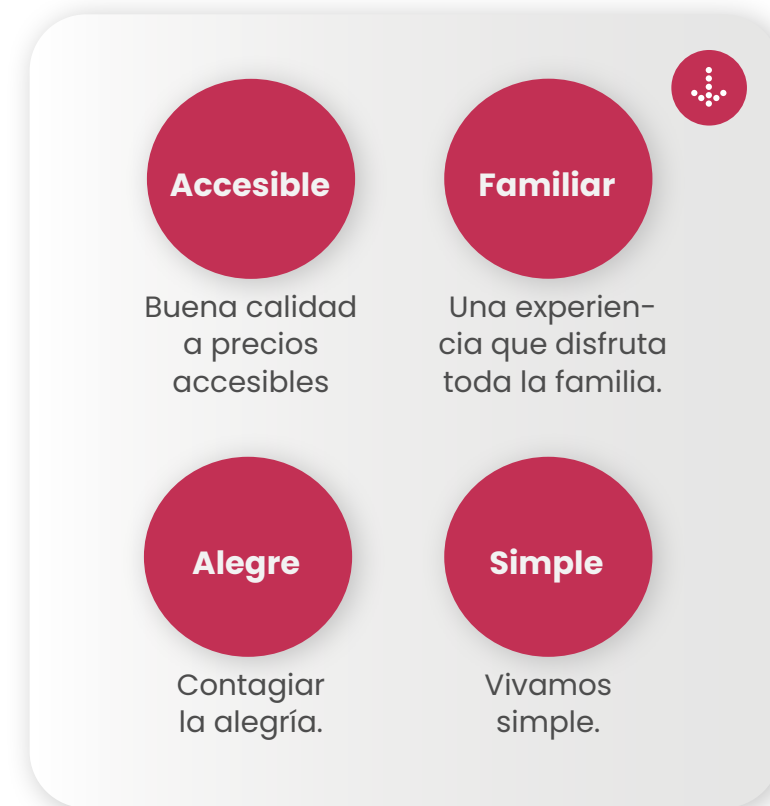 Accesible
Buena calidad
a precios
accesibles
Familiar
Una experien-
cia que disfruta
toda la familia.
Alegre
Contagiar
la alegría.
Simple
Vivamos
simple.